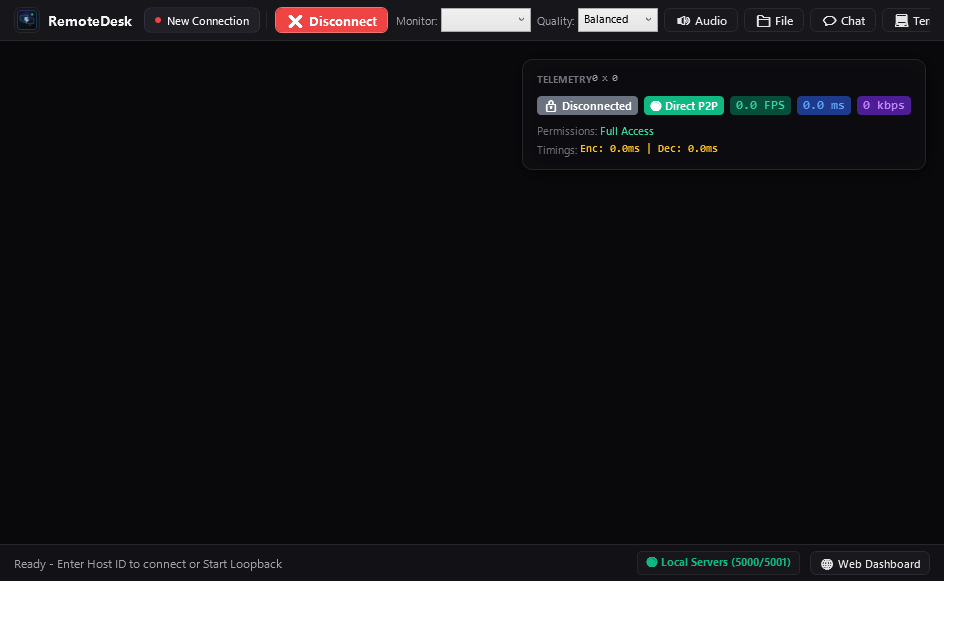 RemoteDesk New Connection Disconnect Monitor: Quality: Balanced Audio File Chat Ter
TELEMETRY 0 x 0
Disconnected Direct P2P 0.0 FPS 0.0 ms 0 kbps
Permissions: Full Access
Timings: Enc: 0.0ms | Dec: 0.0ms
Ready - Enter Host ID to connect or Start Loopback Local Servers (5000/5001) Web Dashboard